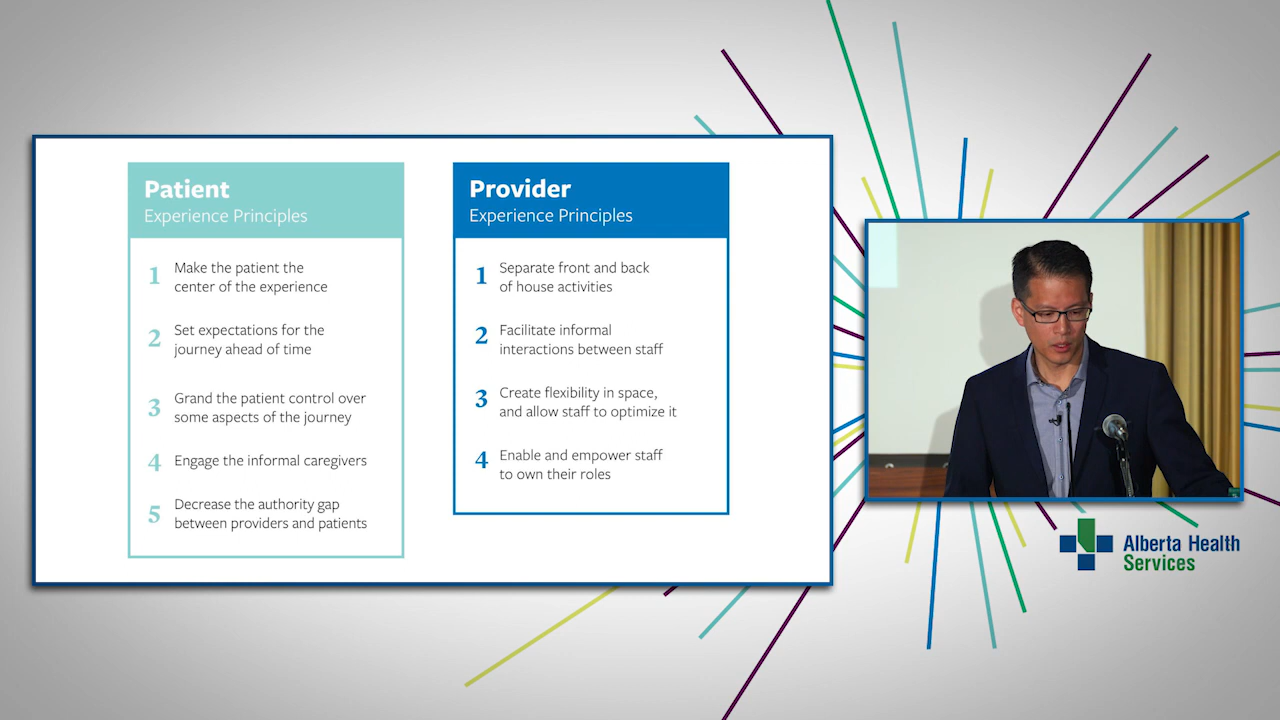 Patient
Experience Principles
1
Make the patient the
center of the experience
2
Set expectations for the
journey ahead of time
3
Grand the patient control over
some aspects of the journey
4
Engage the informal caregivers
5
Decrease the authority gap
between providers and patients
Provider
Experience Principles
1
Separate front and back
of house activities
2
Facilitate informal
interactions between staff
3
Create flexibility in space,
and allow staff to optimize it
4
Enable and empower staff
to own their roles
Alberta Health
Services